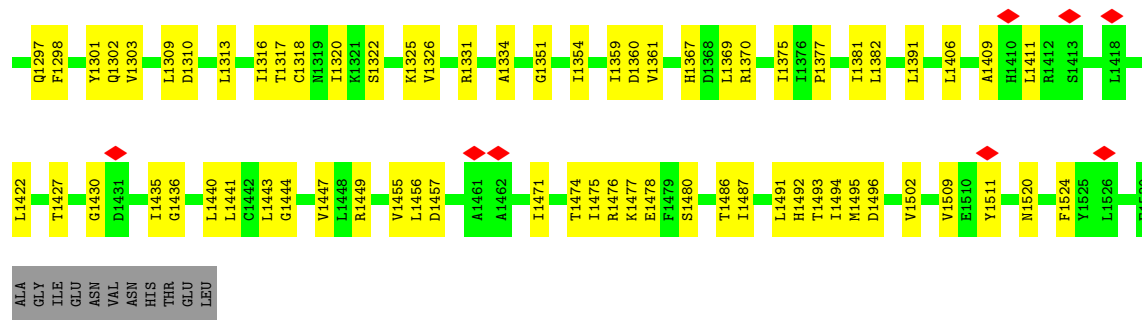 Q1297 F1298 Y1301 Q1302 V1303 L1309 D1310 L1313 I1316 T1317 C1318 N1319 I1320 K1321 S1322 K1325 V1326 R1331 A1334 G1351 I1354 I1359 D1360 V1361 H1367 D1368 L1369 R1370 I1375 I1376 P1377 I1381 L1382 L1391 L1406 A1409 H1410 L1411 R1412 S1413 L1418
L1422 T1427 G1430 D1431 I1435 G1436 L1440 L1441 C1442 L1443 G1444 V1447 L1448 R1449 V1455 L1456 D1457 A1461 A1462 I1471 T1474 I1475 R1476 K1477 E1478 F1479 S1480 T1486 I1487 L1491 H1492 T1493 I1494 M1495 D1496 V1502 V1509 E1510 Y1511 N1520 F1524 Y1525 L1526
ALA GLY ILE GLU ASN VAL ASN HIS THR GLU LEU